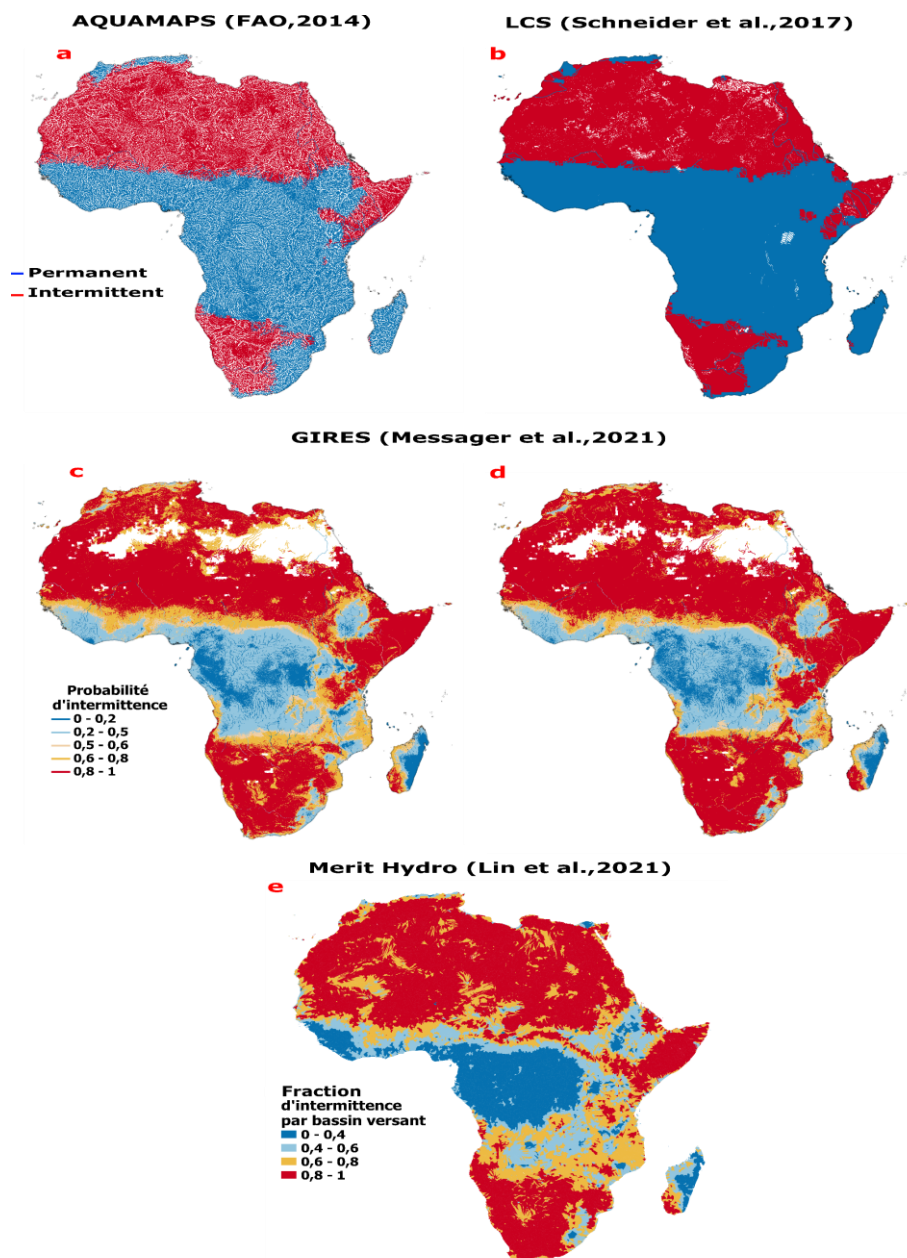 AQUAMAPS (FAO,2014)
LCS (Schneider et al.,2017)
a
b
Permanent
Intermittent
GIRES (Messager et al.,2021)
c
d
Probabilité
d'intermittence
0 - 0,2
0,2 - 0,5
0,5 - 0,6
0,6 - 0,8
0,8 - 1
Merit Hydro (Lin et al.,2021)
e
Fraction
d'intermittence
par bassin versant
0 - 0,4
0,4 - 0,6
0,6 - 0,8
0,8 - 1